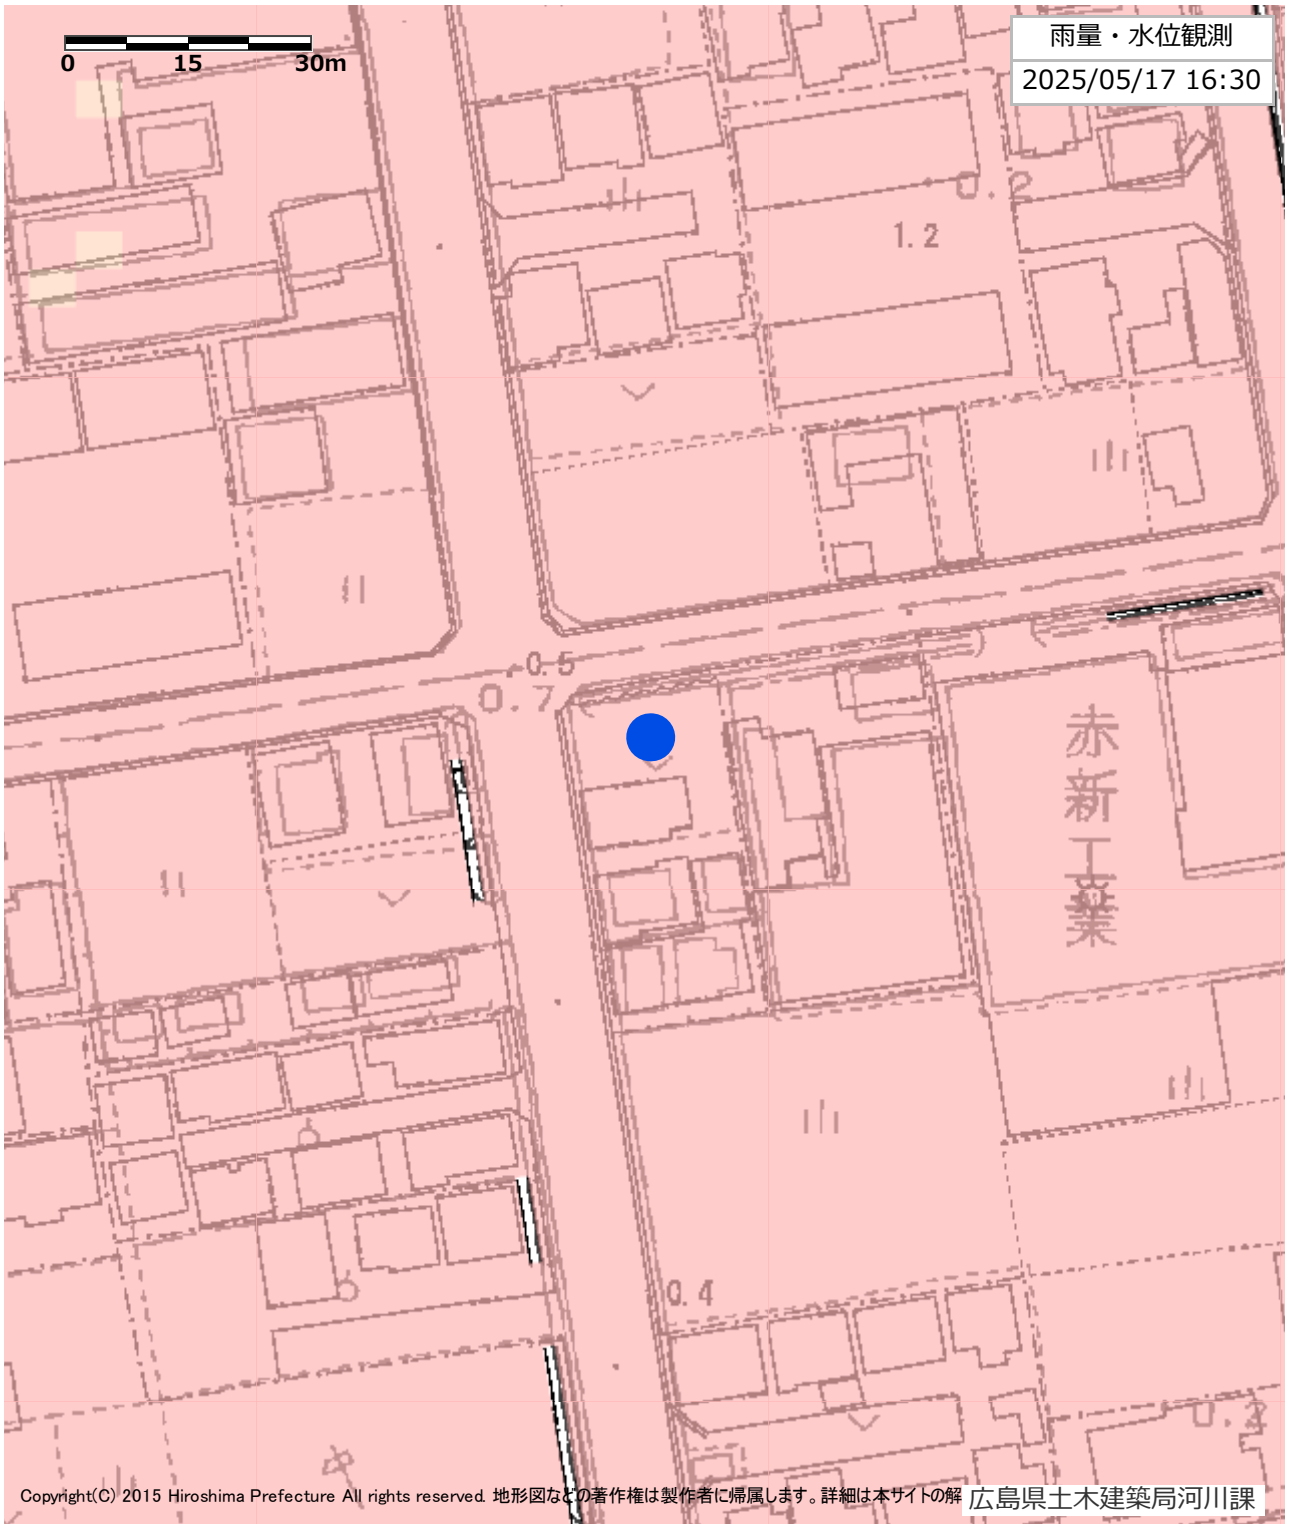 0 15 30m
雨量・水位観測
2025/05/17 16:30
0.2
1.2
0.5
0.7
赤新工業
0.4
0.2
Copyright(C) 2015 Hiroshima Prefecture All rights reserved. 地形図などの著作権は製作者に帰属します。詳細は本サイトの解
広島県土木建築局河川課